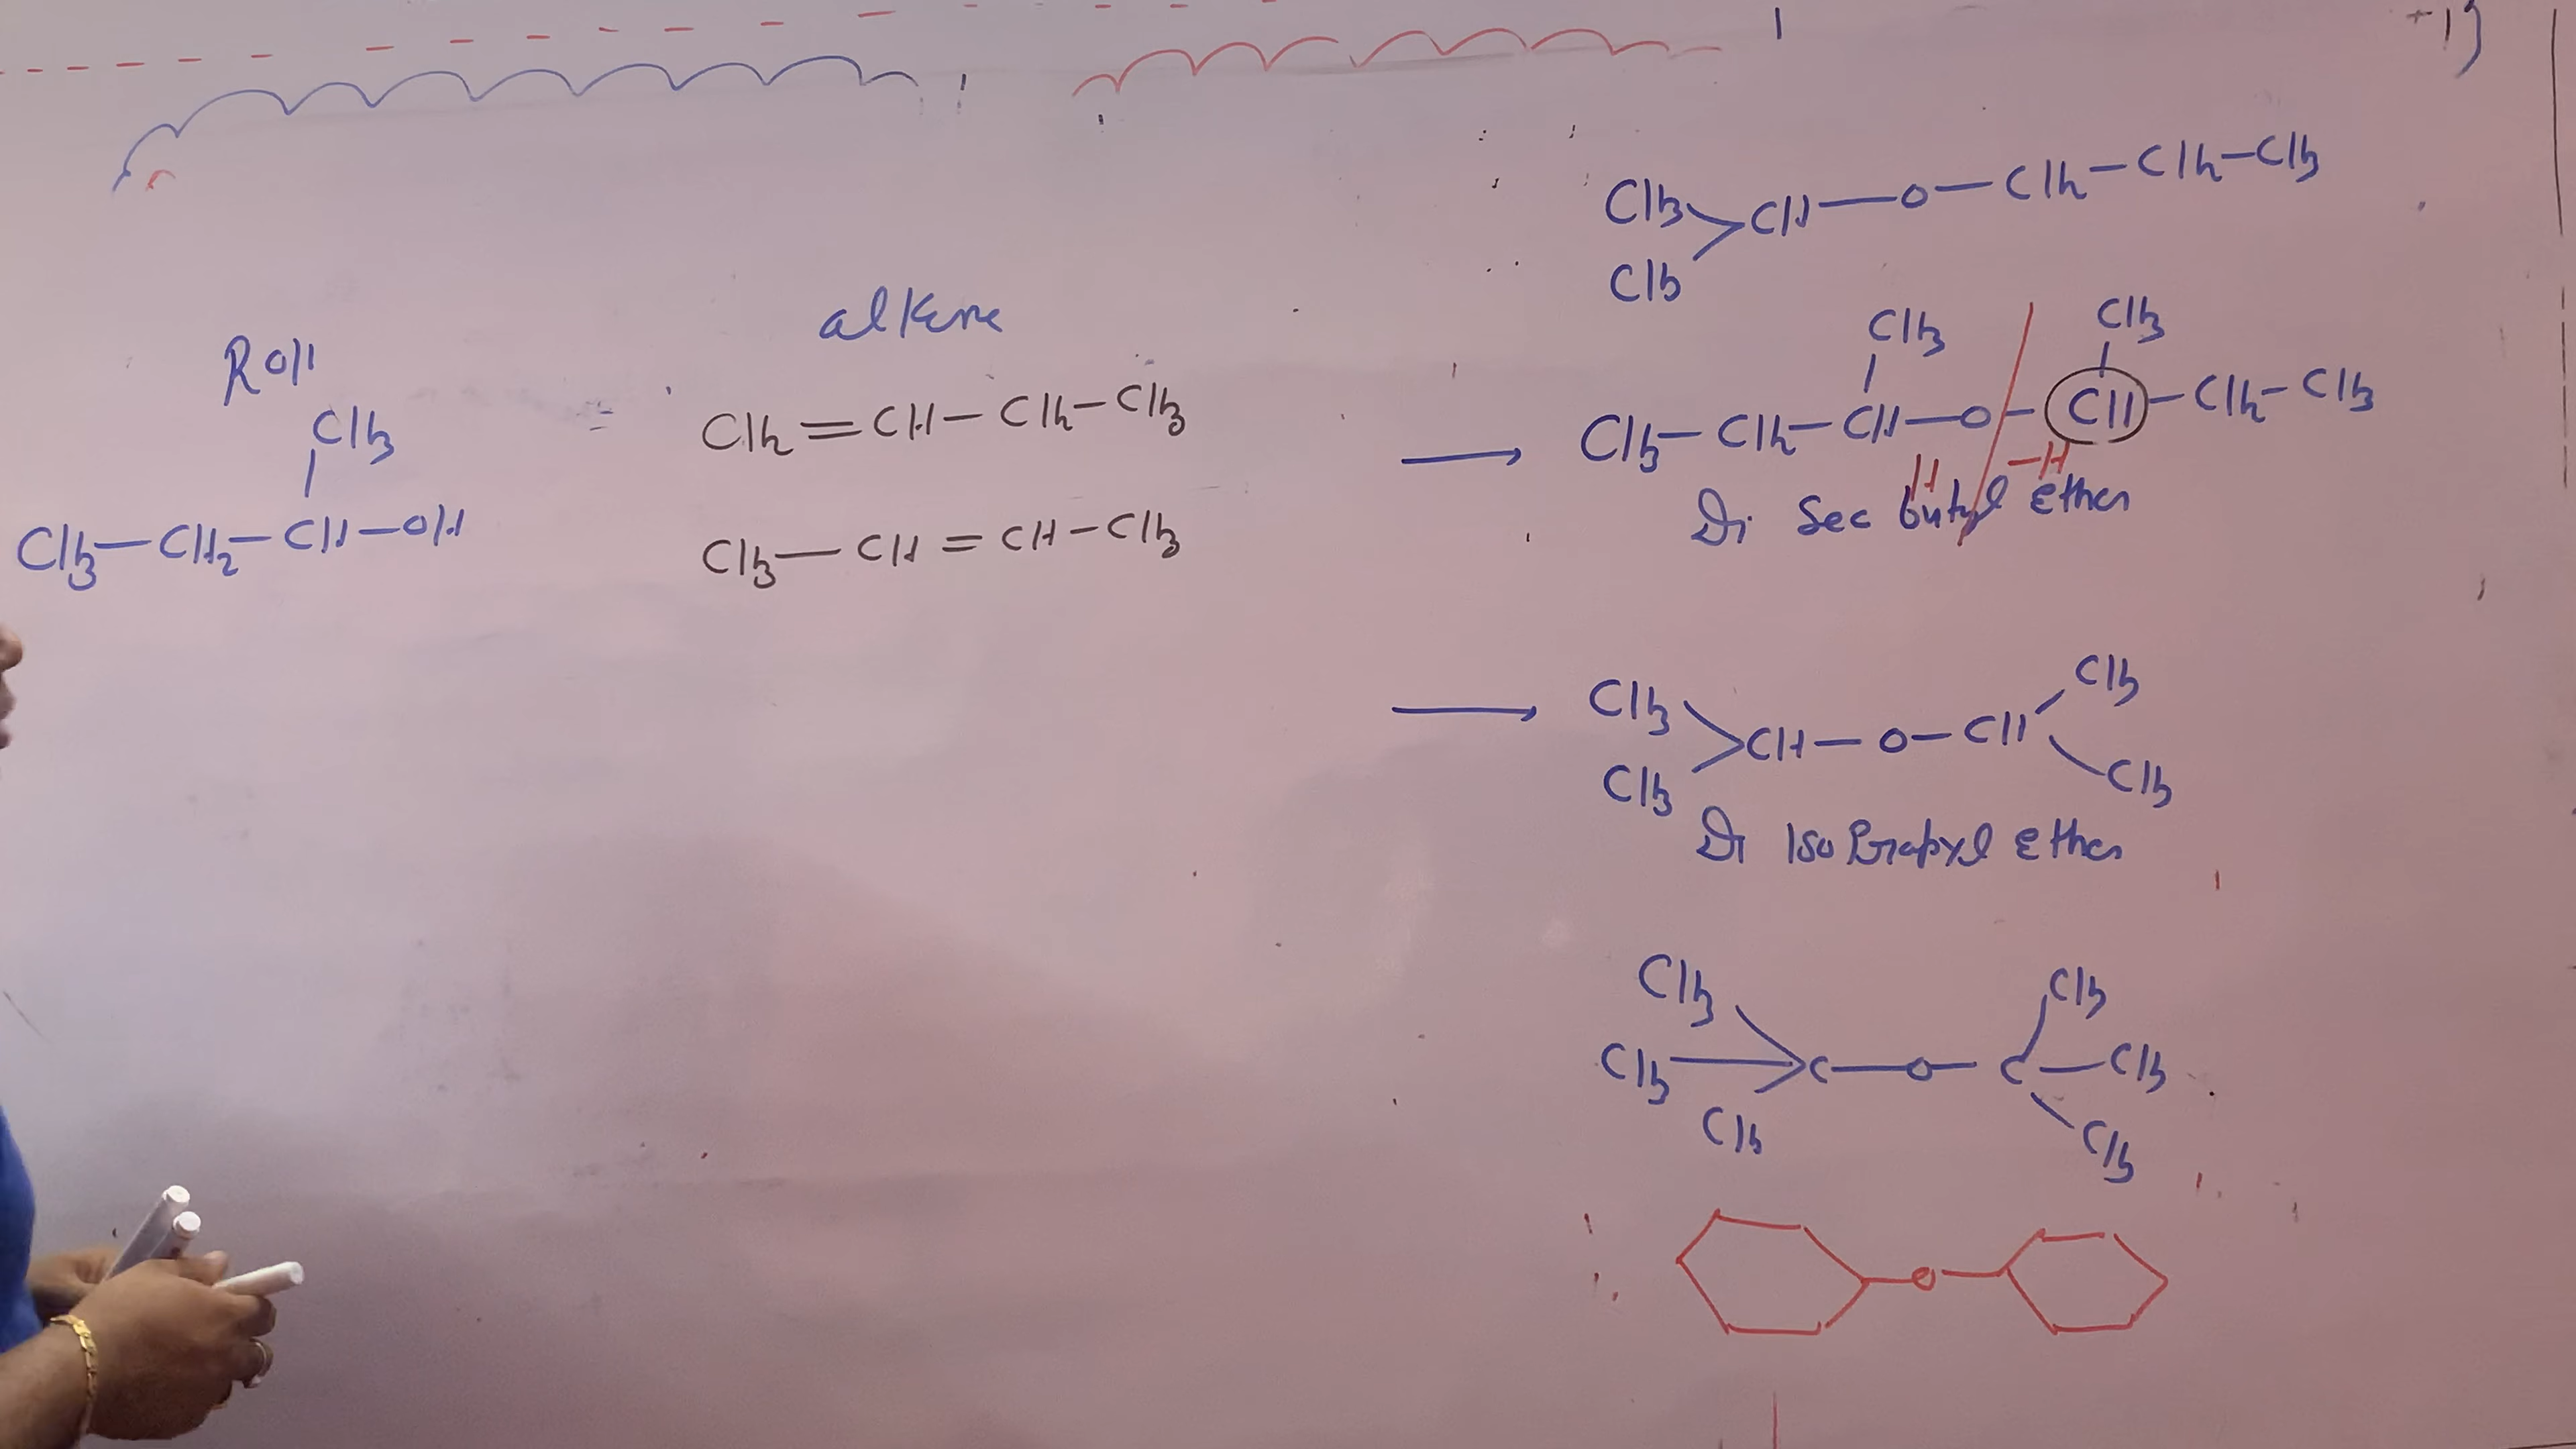 ROH
CH3
CH3—CH2—CH—OH
alkene
CH2=CH—CH2—CH3
CH3—CH=CH—CH3
CH3
CH—O—CH2—CH2—CH3
CH3
CH3 CH3
CH3—CH2—CH—O—CH—CH2—CH3
H —H
Di Sec butyl Ether
CH3 CH3
CH—O—CH
CH3 CH3
Di Iso Propyl Ether
CH3 CH3
CH3—C—O—C—CH3
CH3 CH3
O